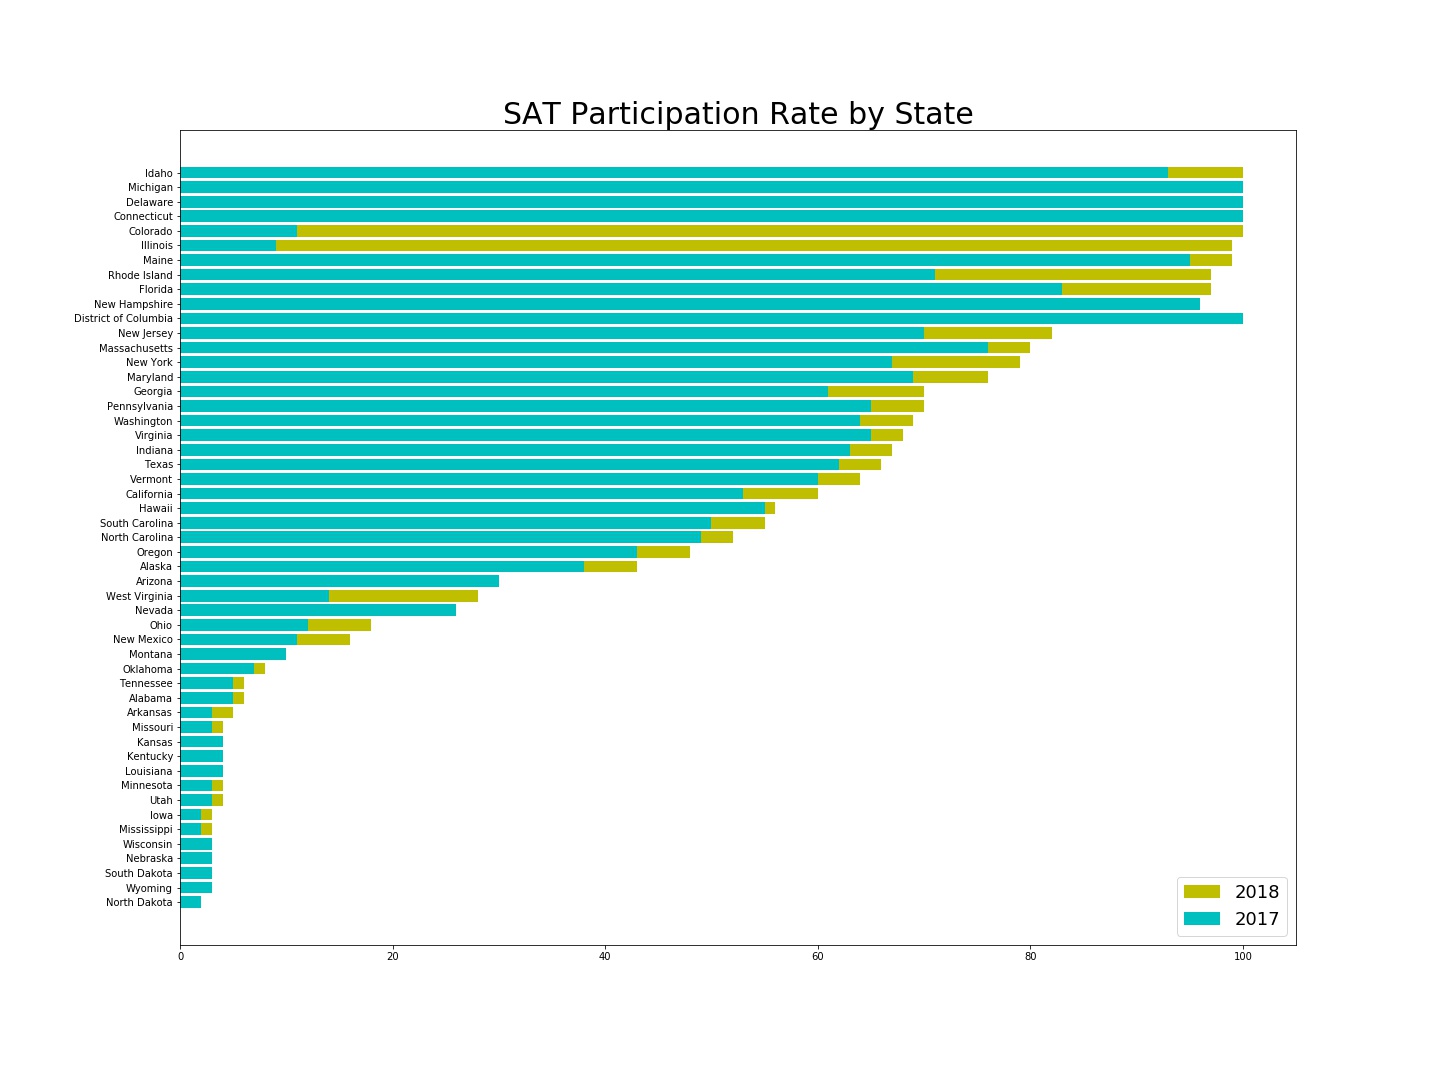 SAT Participation Rate by State
Idaho
Michigan
Delaware
Connecticut
Colorado
Illinois
Maine
Rhode Island
Florida
New Hampshire
District of Columbia
New Jersey
Massachusetts
New York
Maryland
Georgia
Pennsylvania
Washington
Virginia
Indiana
Texas
Vermont
California
Hawaii
South Carolina
North Carolina
Oregon
Alaska
Arizona
West Virginia
Nevada
Ohio
New Mexico
Montana
Oklahoma
Tennessee
Alabama
Arkansas
Missouri
Kansas
Kentucky
Louisiana
Minnesota
Utah
Iowa
Mississippi
Wisconsin
Nebraska
South Dakota
Wyoming
North Dakota
2018
2017
0 20 40 60 80 100